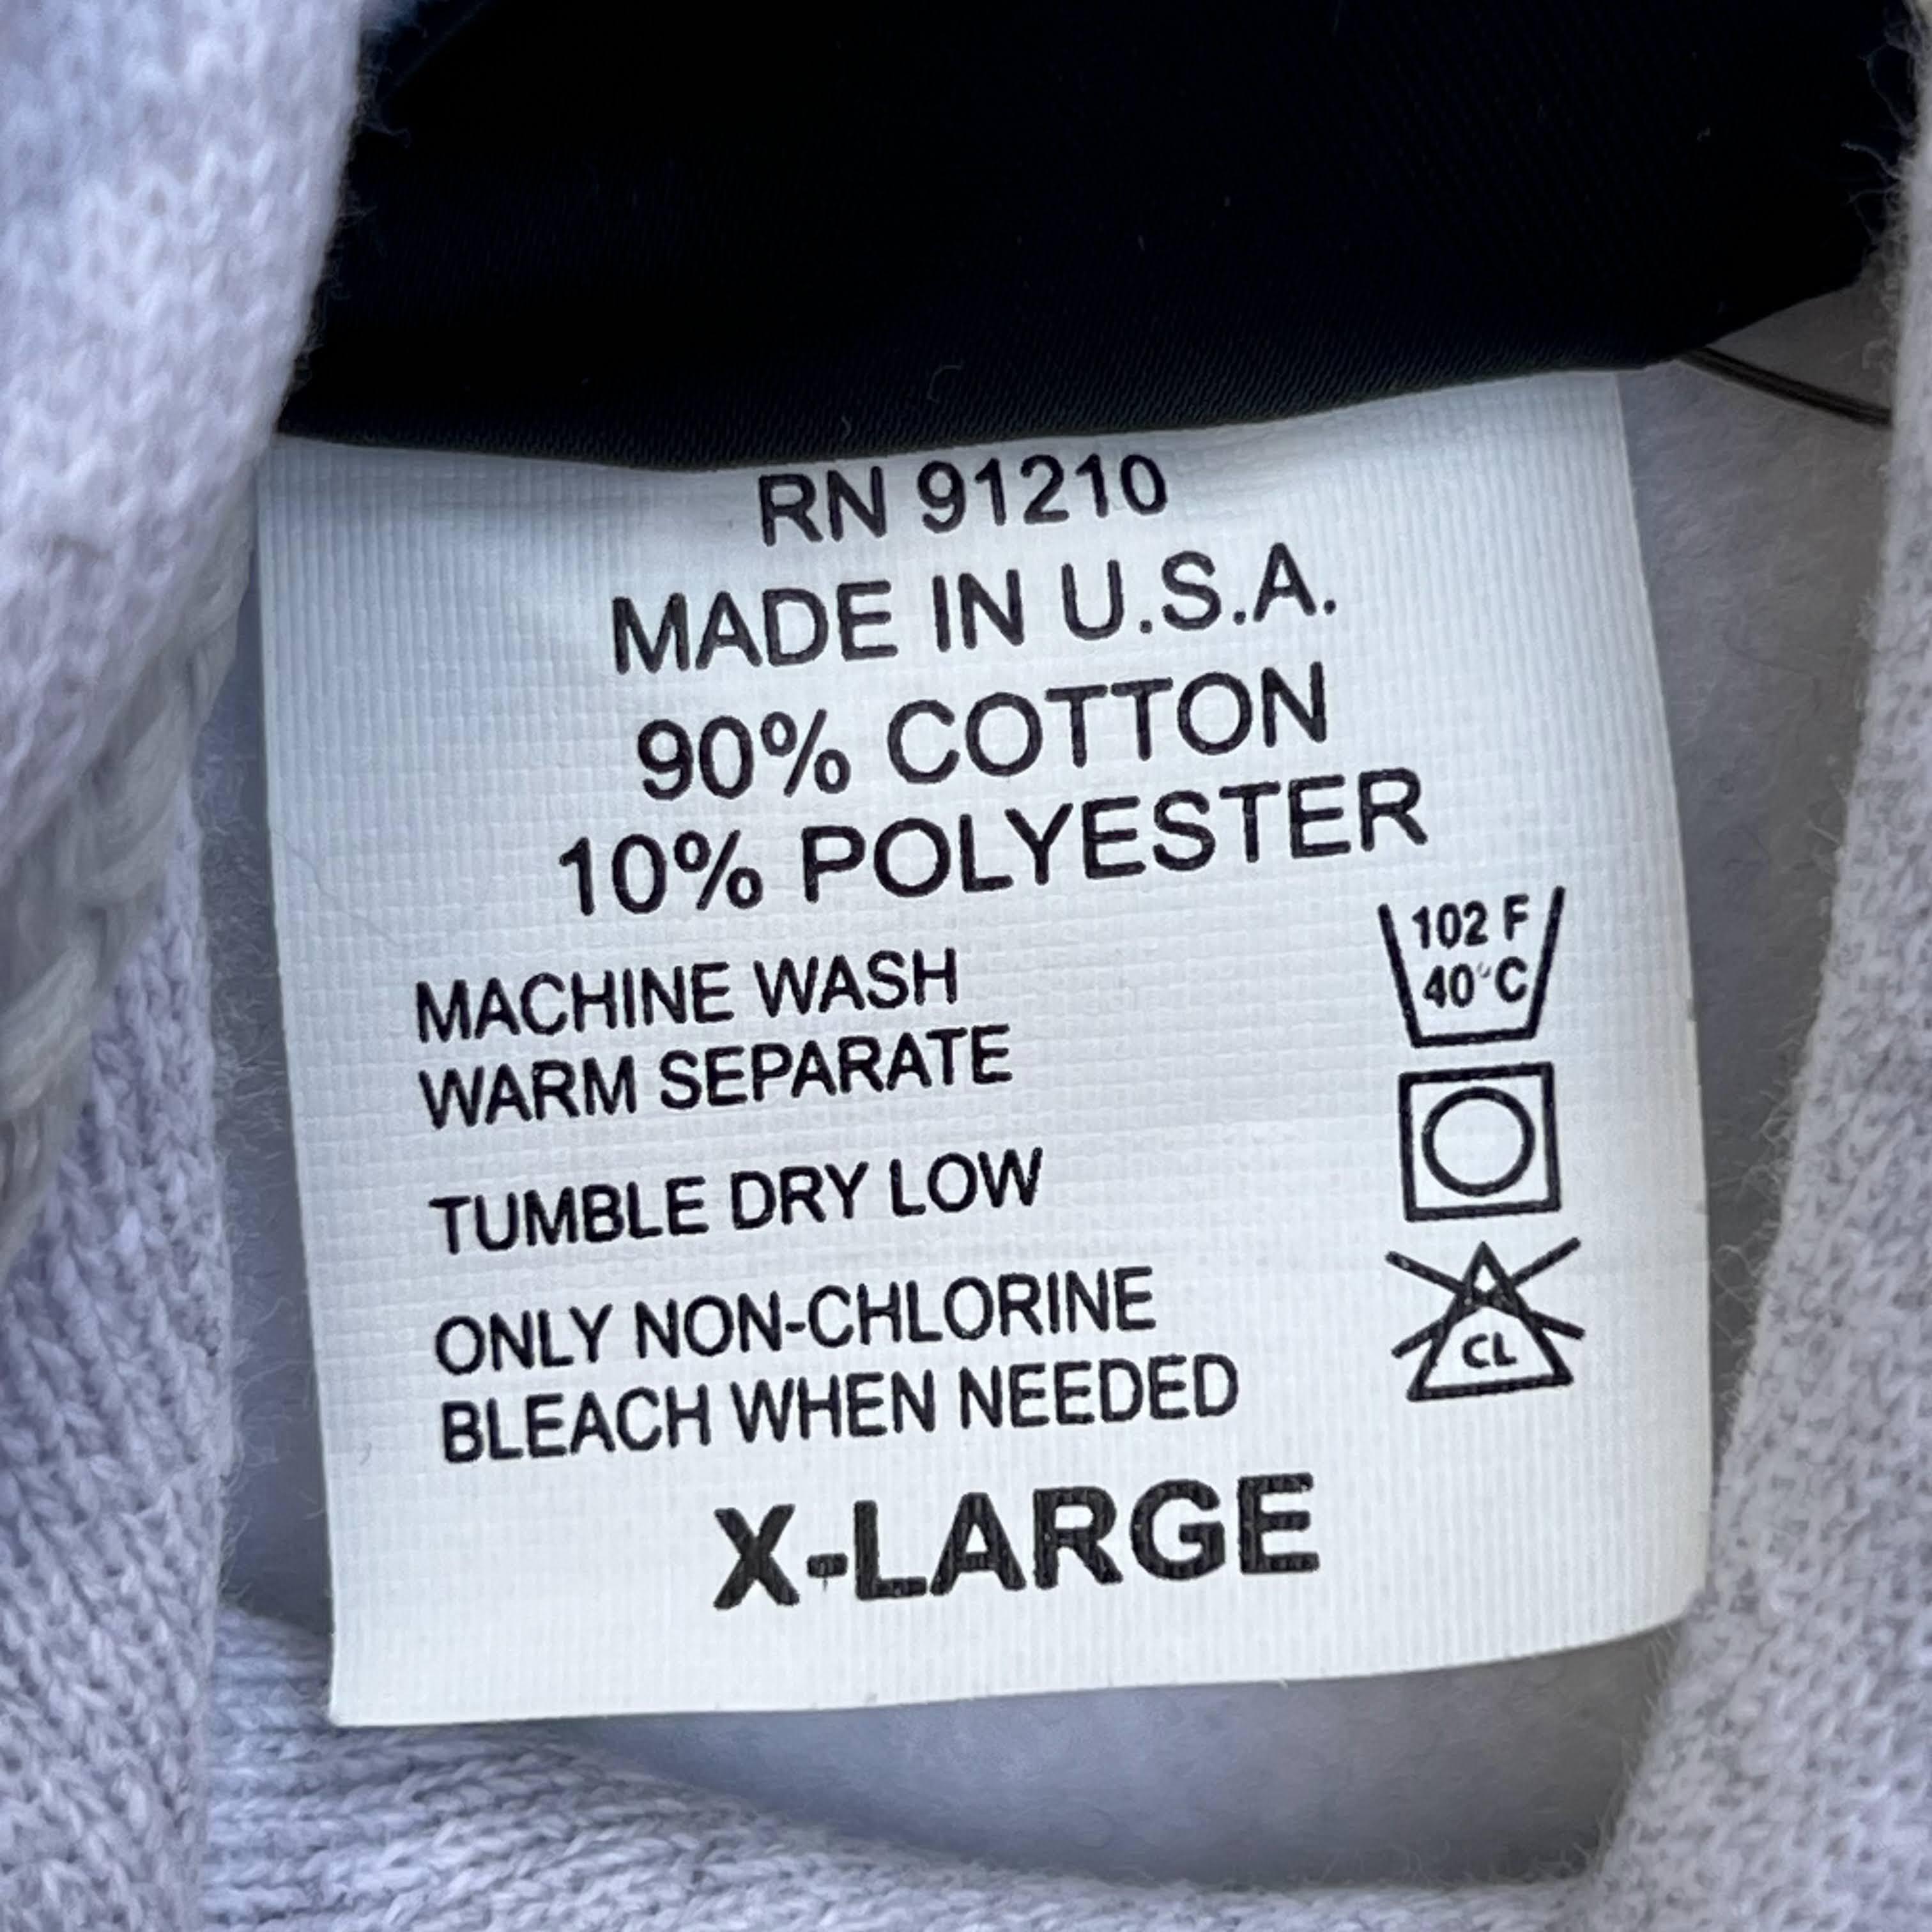 RN 91210
MADE IN U.S.A.
90% COTTON
10% POLYESTER
MACHINE WASH
WARM SEPARATE
102 F
40°C
TUMBLE DRY LOW
ONLY NON-CHLORINE
BLEACH WHEN NEEDED
CL
X-LARGE